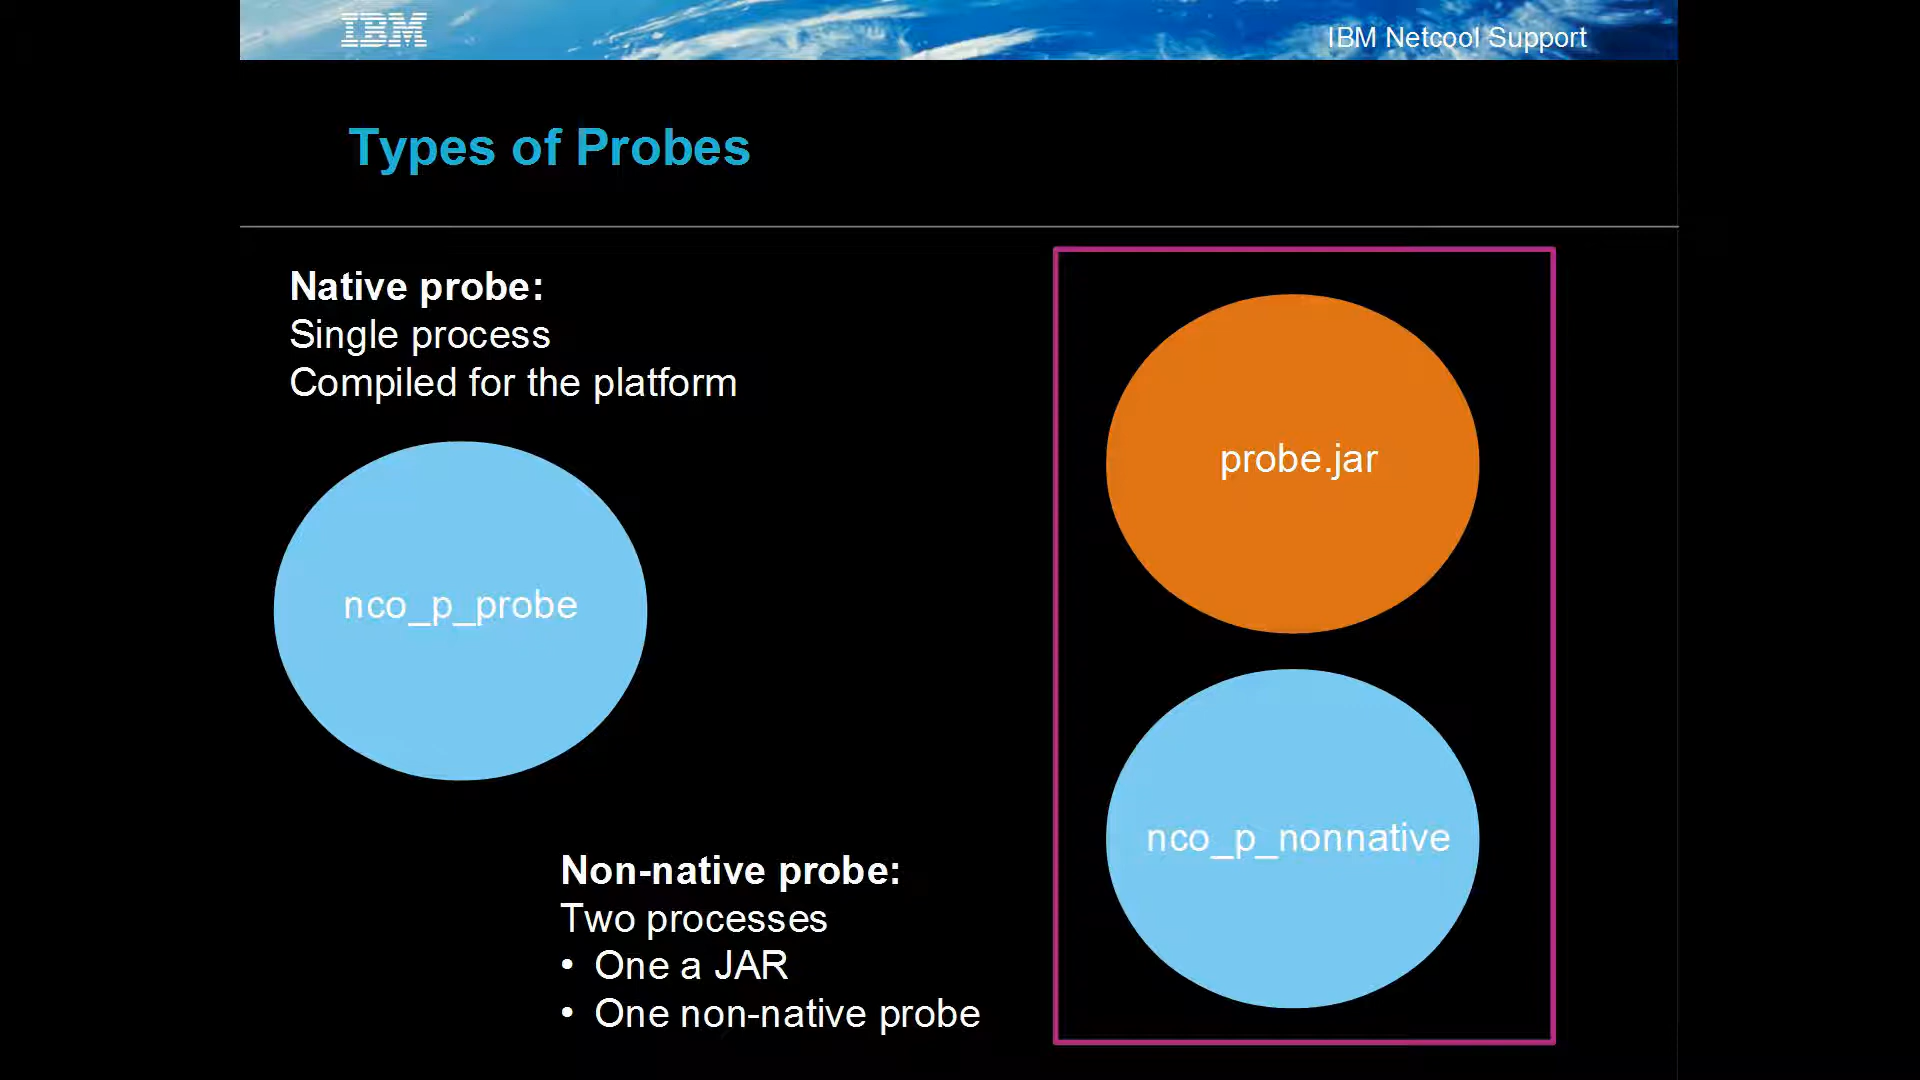 IBM
IBM Netcool Support
Types of Probes
Native probe:
Single process
Compiled for the platform
nco_p_probe
probe.jar
nco_p_nonnative
Non-native probe:
Two processes
• One a JAR
• One non-native probe